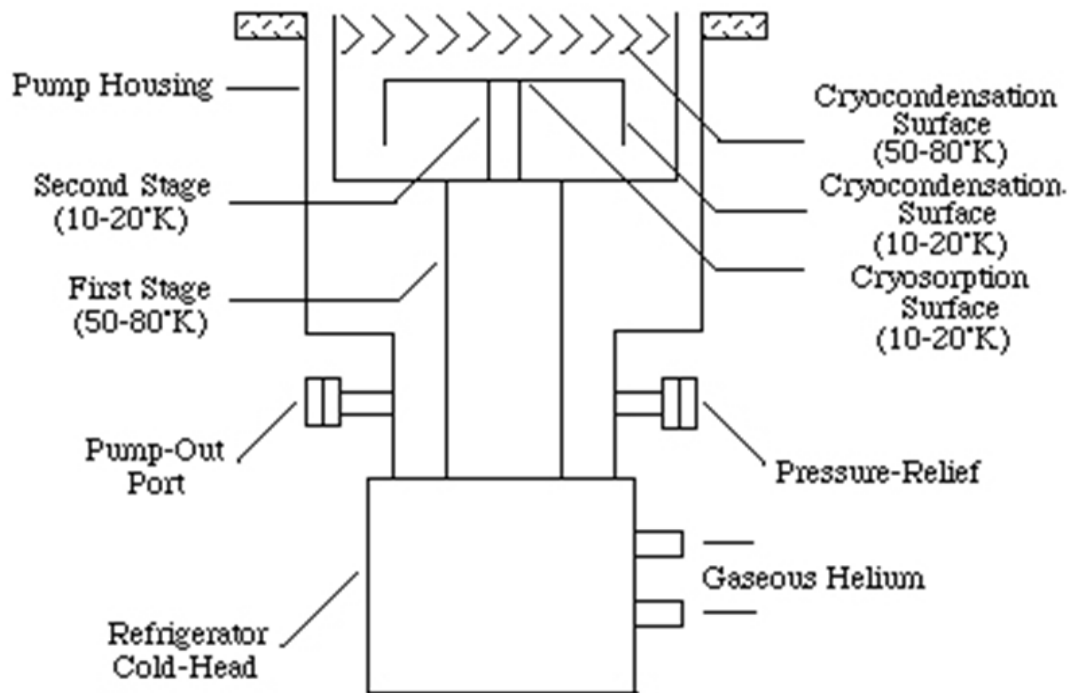 Pump Housing
Second Stage
(10-20°K)
First Stage
(50-80°K)
Pump-Out
Port
Refrigerator
Cold-Head
Cryocondensation
Surface
(50-80°K)
Cryocondensation
Surface
(10-20°K)
Cryosorption
Surface
(10-20°K)
Pressure-Relief
Gaseous Helium